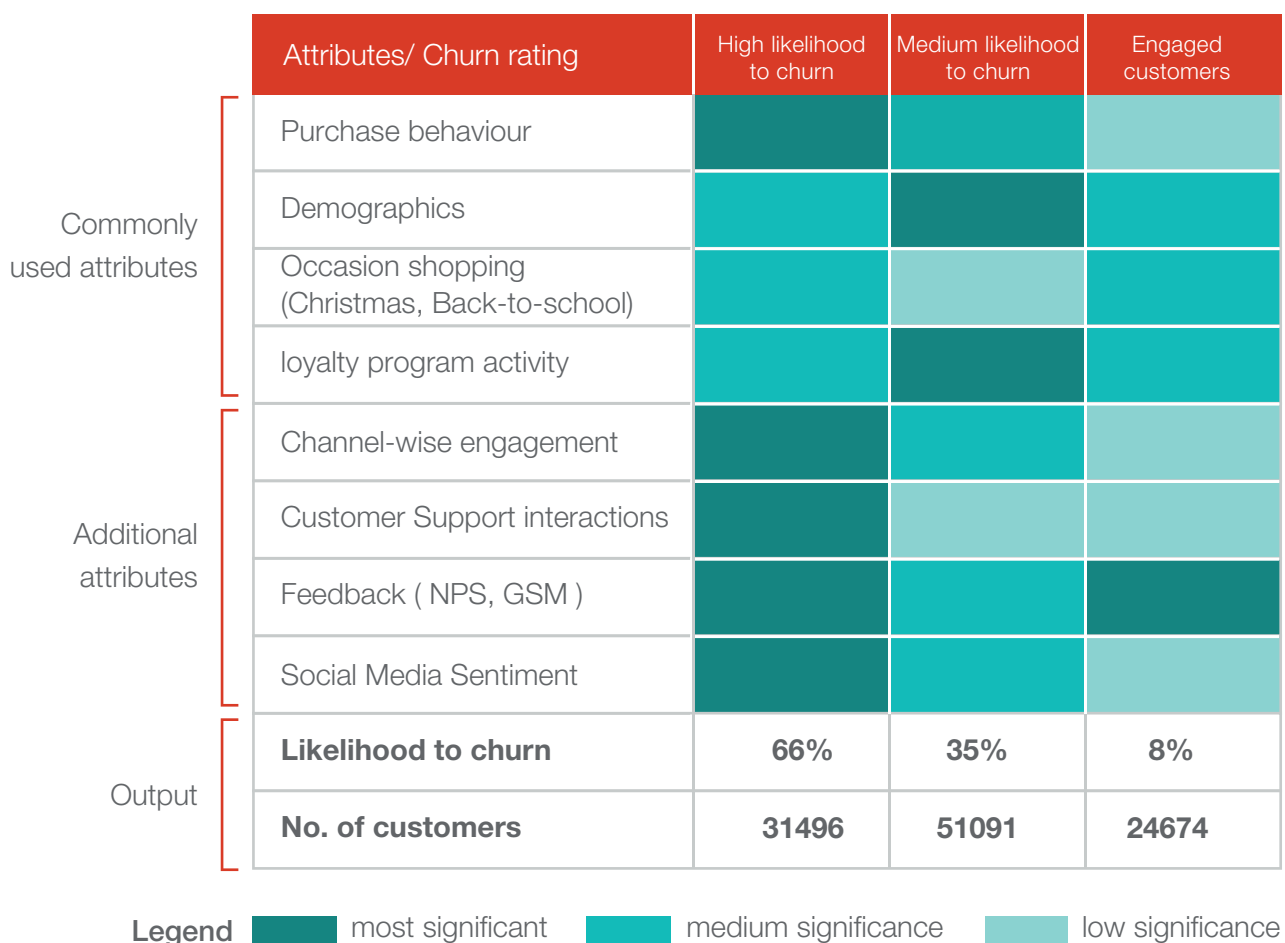 Attributes/ Churn rating
High likelihood
to churn
Medium likelihood
to churn
Engaged
customers
Commonly
used attributes
Purchase behaviour
Demographics
Occasion shopping
(Christmas, Back-to-school)
loyalty program activity
Additional
attributes
Channel-wise engagement
Customer Support interactions
Feedback ( NPS, GSM )
Social Media Sentiment
Output
Likelihood to churn 66% 35% 8%
No. of customers 31496 51091 24674
Legend most significant medium significance low significance